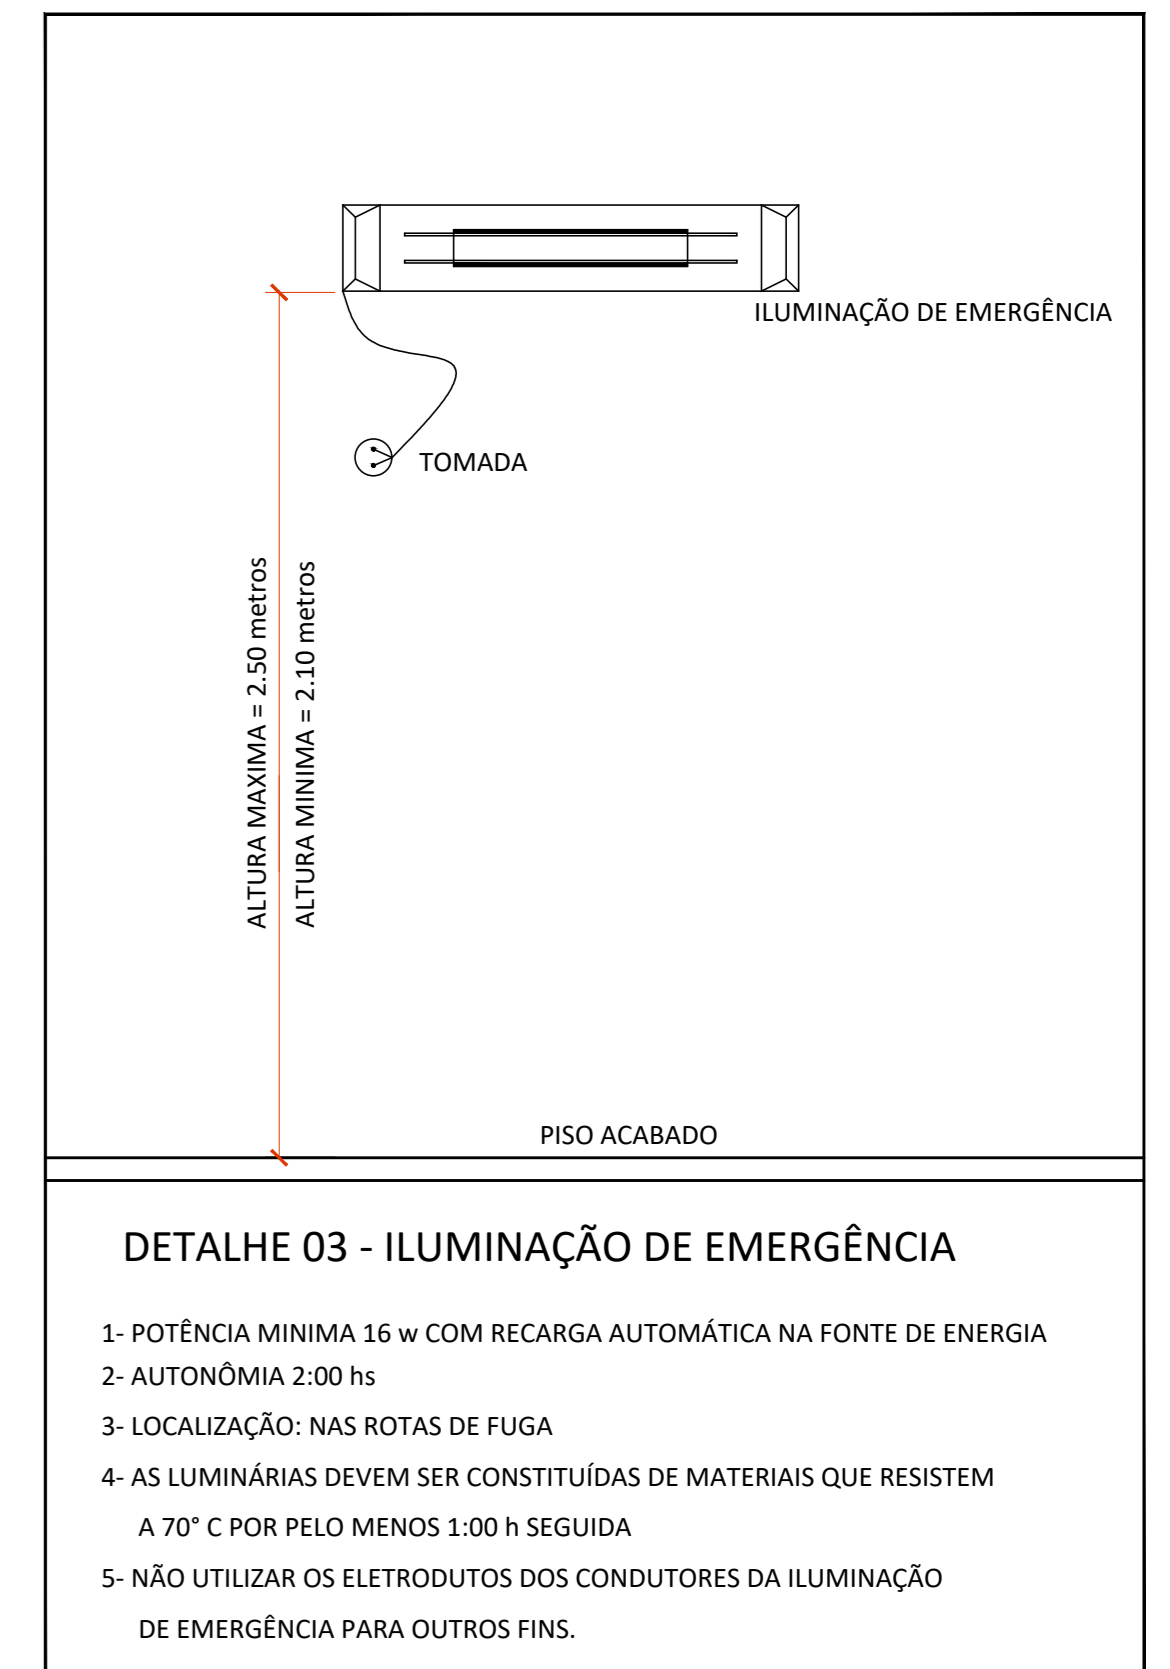 ILUMINAÇÃO DE EMERGÊNCIA
TOMADA
ALTURA MAXIMA = 2.50 metros
ALTURA MINIMA = 2.10 metros
PISO ACABADO
DETALHE 03 - ILUMINAÇÃO DE EMERGÊNCIA
1- POTÊNCIA MINIMA 16 w COM RECARGA AUTOMÁTICA NA FONTE DE ENERGIA
2- AUTONÔMIA 2:00 hs
3- LOCALIZAÇÃO: NAS ROTAS DE FUGA
4- AS LUMINÁRIAS DEVEM SER CONSTITUÍDAS DE MATERIAIS QUE RESISTEM
A 70° C POR PELO MENOS 1:00 h SEGUIDA
5- NÃO UTILIZAR OS ELETRODUTOS DOS CONDUTORES DA ILUMINAÇÃO
DE EMERGÊNCIA PARA OUTROS FINS.